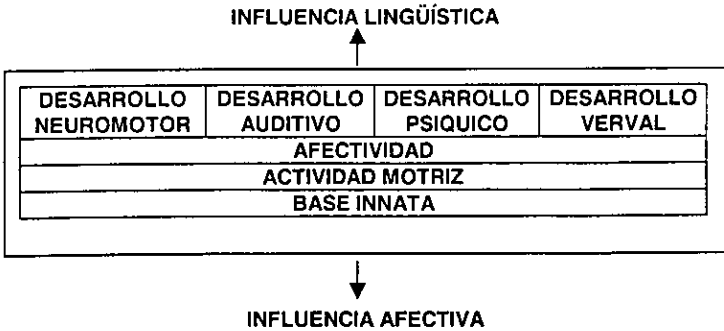 INFLUENCIA LINGÜÍSTICA
DESARROLLO NEUROMOTOR
DESARROLLO AUDITIVO
DESARROLLO PSIQUICO
DESARROLLO VERVAL
AFECTIVIDAD
ACTIVIDAD MOTRIZ
BASE INNATA
INFLUENCIA AFECTIVA